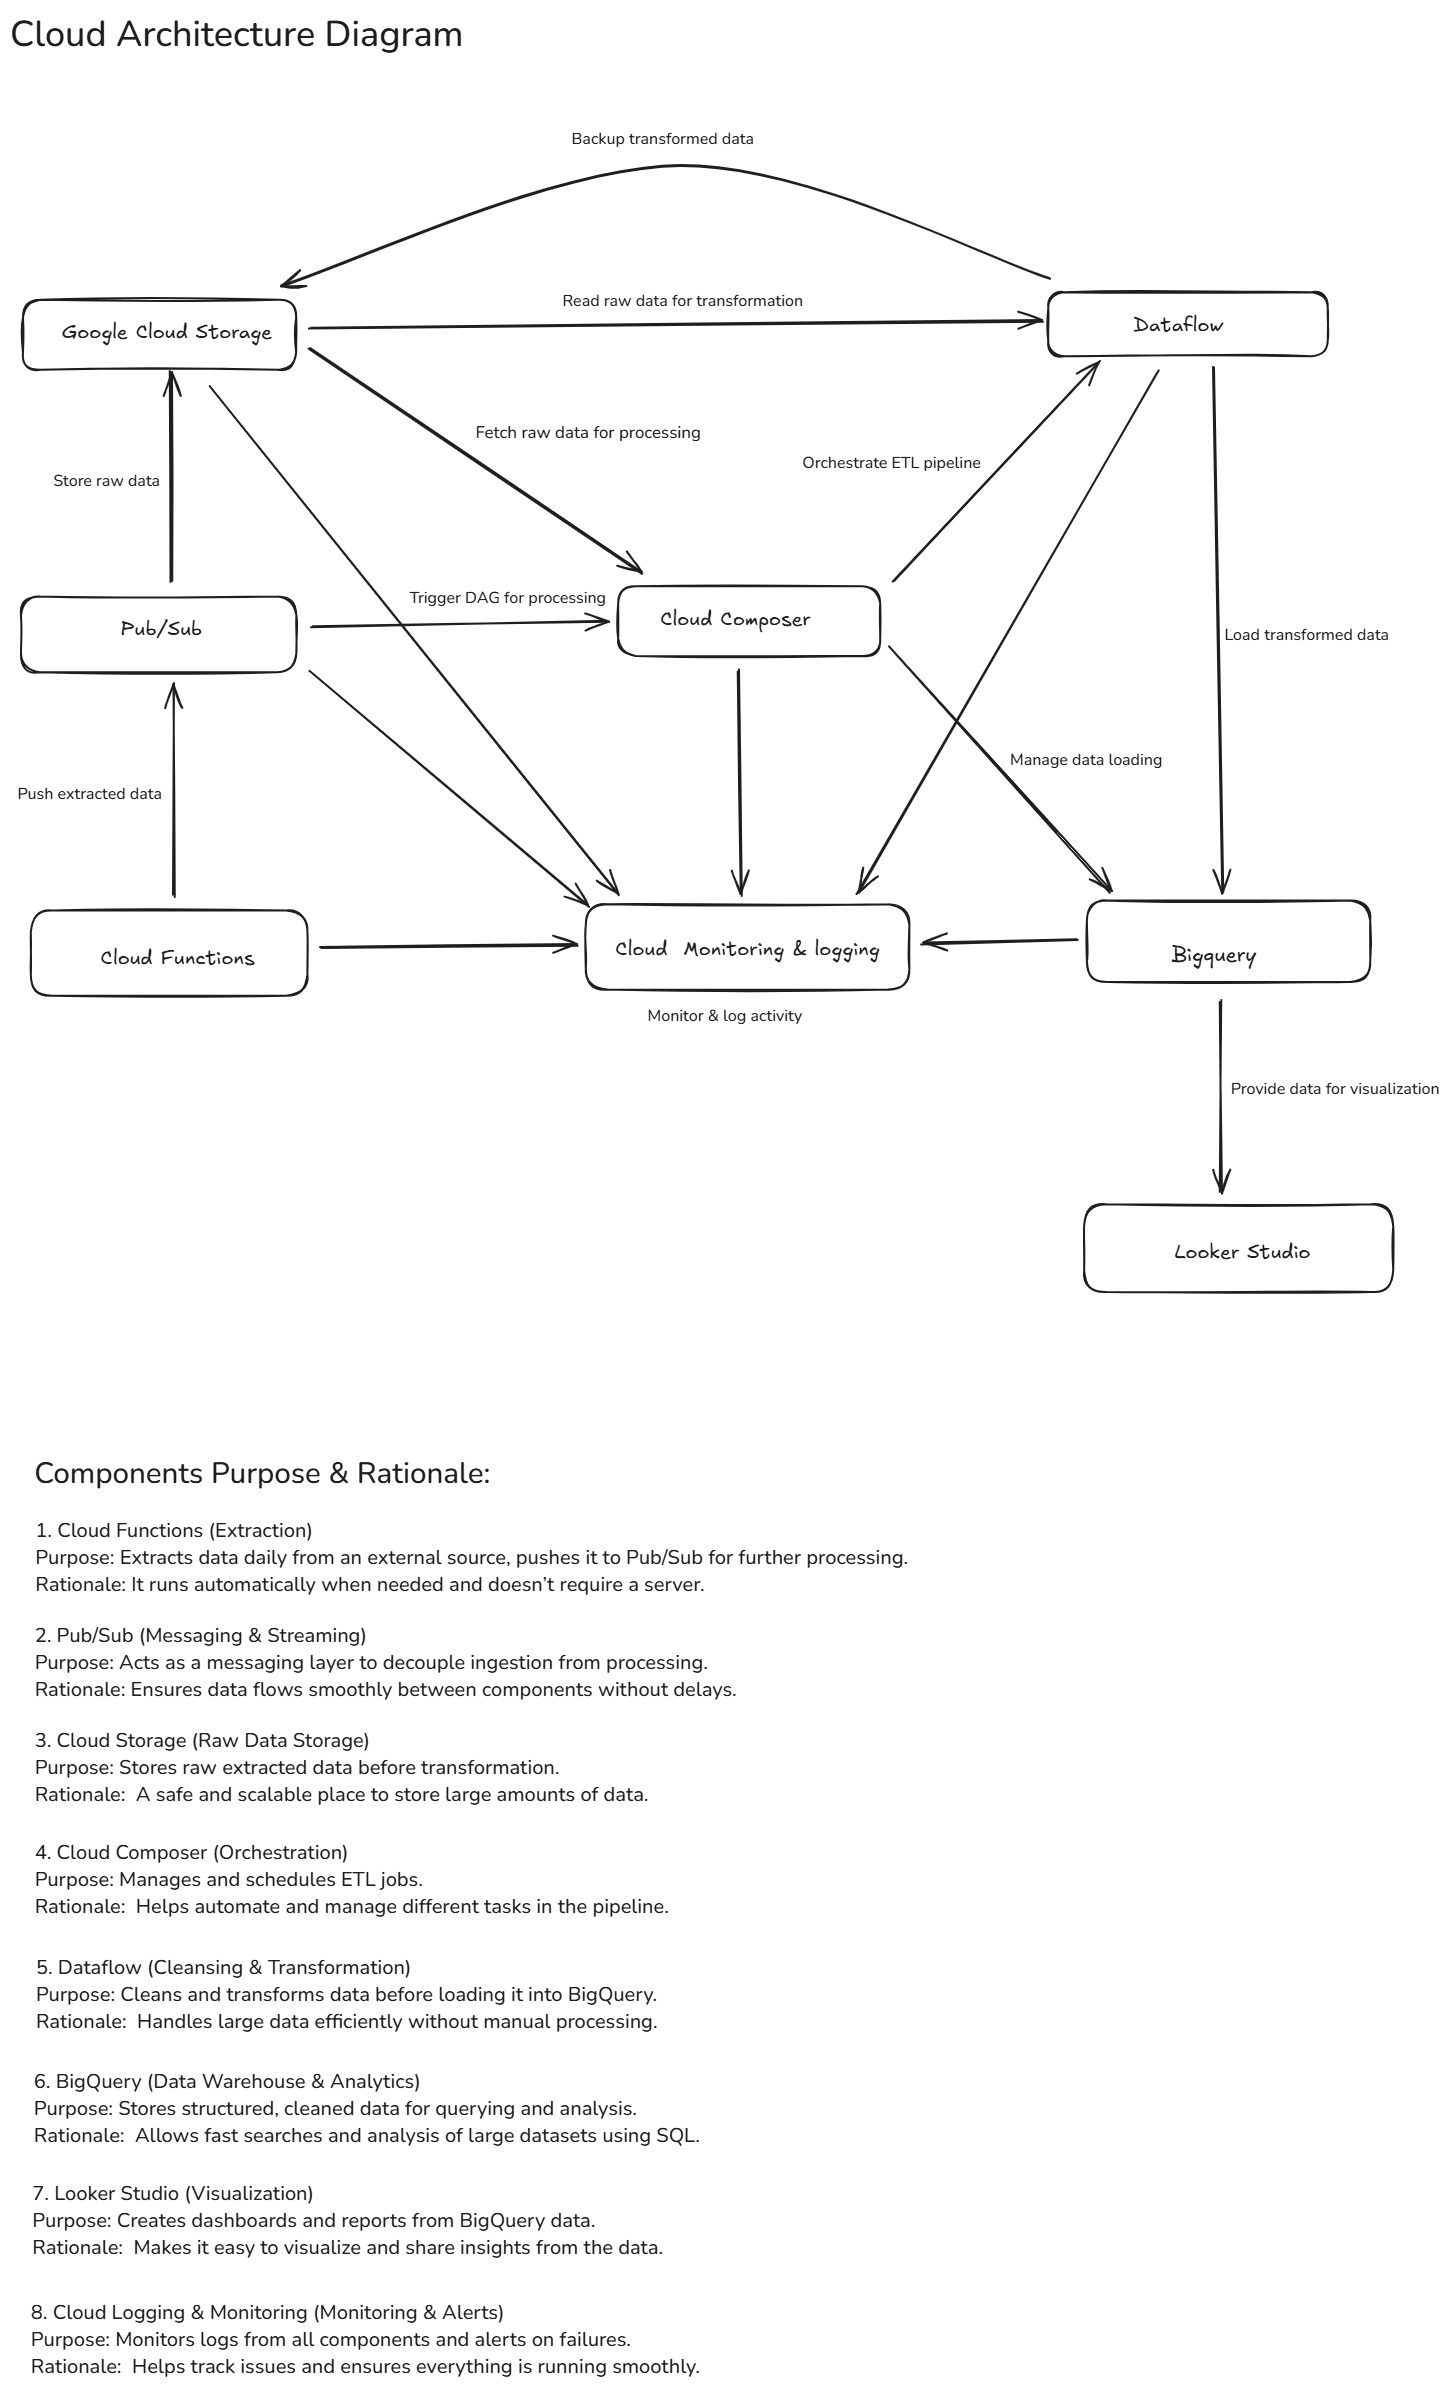 Cloud Architecture Diagram
Backup transformed data
Read raw data for transformation
Google Cloud Storage
Dataflow
Fetch raw data for processing
Orchestrate ETL pipeline
Store raw data
Trigger DAG for processing
Cloud Composer
Pub/Sub
Load transformed data
Manage data loading
Push extracted data
Cloud Functions
Cloud  Monitoring & logging
Bigquery
Monitor & log activity
Provide data for visualization
Looker Studio
Components Purpose & Rationale:
1. Cloud Functions (Extraction)
Purpose: Extracts data daily from an external source, pushes it to Pub/Sub for further processing.
Rationale: It runs automatically when needed and doesn’t require a server.
2. Pub/Sub (Messaging & Streaming)
Purpose: Acts as a messaging layer to decouple ingestion from processing.
Rationale: Ensures data flows smoothly between components without delays.
3. Cloud Storage (Raw Data Storage)
Purpose: Stores raw extracted data before transformation.
Rationale:  A safe and scalable place to store large amounts of data.
4. Cloud Composer (Orchestration)
Purpose: Manages and schedules ETL jobs.
Rationale:  Helps automate and manage different tasks in the pipeline.
5. Dataflow (Cleansing & Transformation)
Purpose: Cleans and transforms data before loading it into BigQuery.
Rationale:  Handles large data efficiently without manual processing.
6. BigQuery (Data Warehouse & Analytics)
Purpose: Stores structured, cleaned data for querying and analysis.
Rationale:  Allows fast searches and analysis of large datasets using SQL.
7. Looker Studio (Visualization)
Purpose: Creates dashboards and reports from BigQuery data.
Rationale:  Makes it easy to visualize and share insights from the data.
8. Cloud Logging & Monitoring (Monitoring & Alerts)
Purpose: Monitors logs from all components and alerts on failures.
Rationale:  Helps track issues and ensures everything is running smoothly.